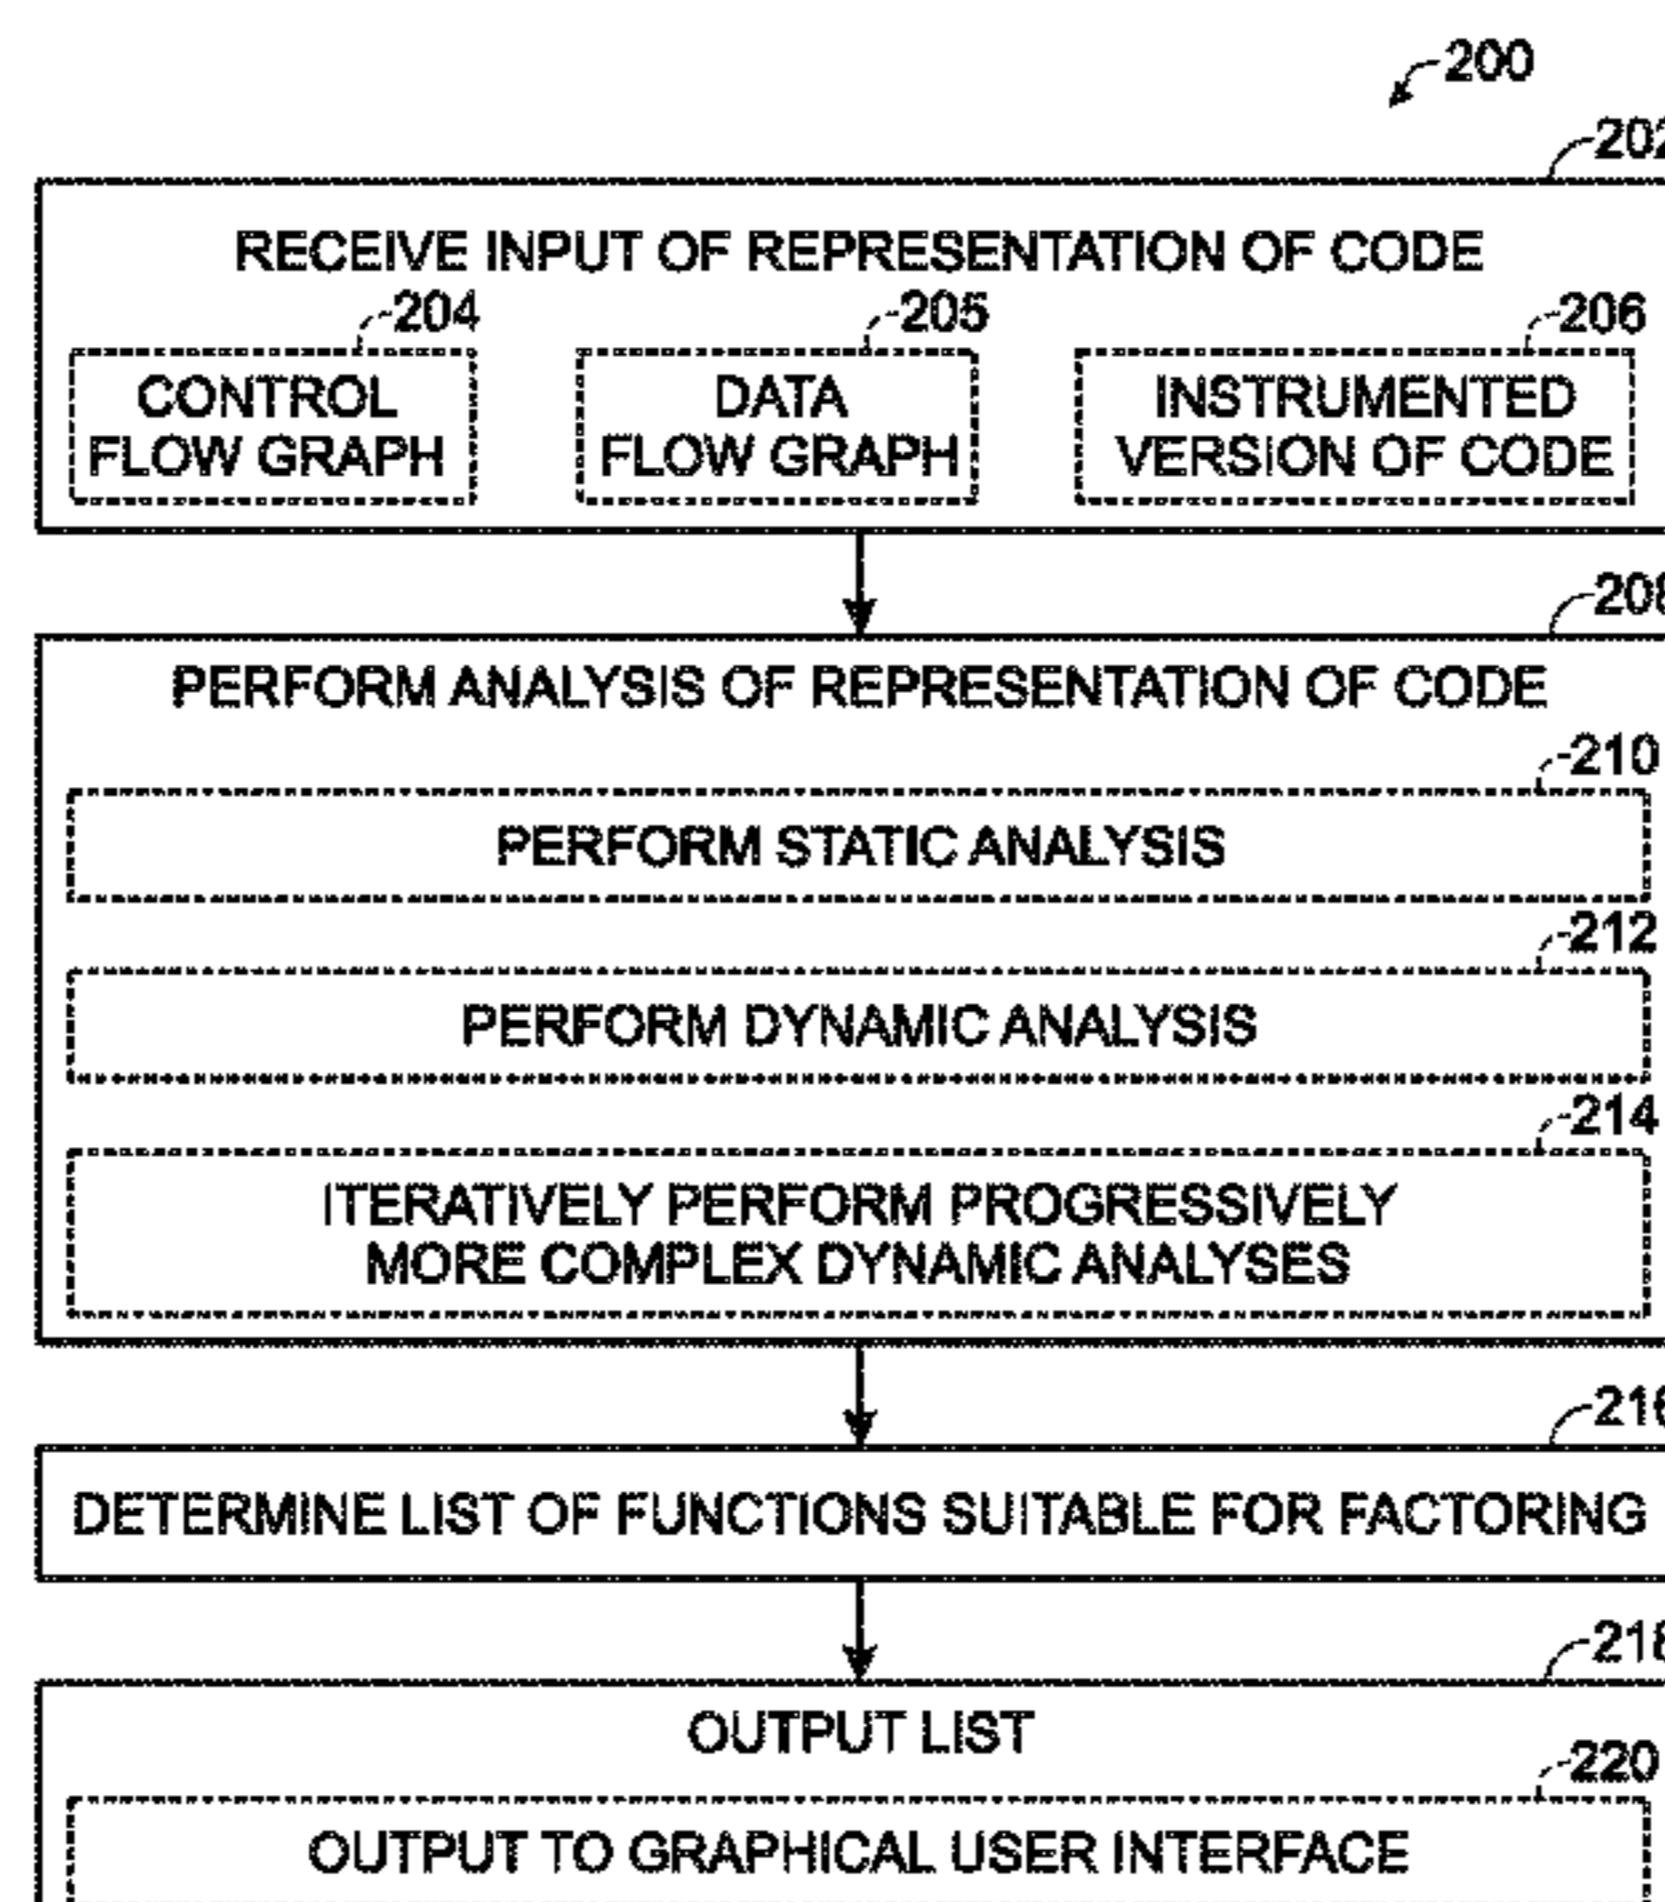 200
202
RECEIVE INPUT OF REPRESENTATION OF CODE
204
205
206
CONTROL
FLOW GRAPH
DATA
FLOW GRAPH
INSTRUMENTED
VERSION OF CODE
208
PERFORM ANALYSIS OF REPRESENTATION OF CODE
210
PERFORM STATIC ANALYSIS
212
PERFORM DYNAMIC ANALYSIS
214
ITERATIVELY PERFORM PROGRESSIVELY
MORE COMPLEX DYNAMIC ANALYSES
216
DETERMINE LIST OF FUNCTIONS SUITABLE FOR FACTORING
218
OUTPUT LIST
220
OUTPUT TO GRAPHICAL USER INTERFACE